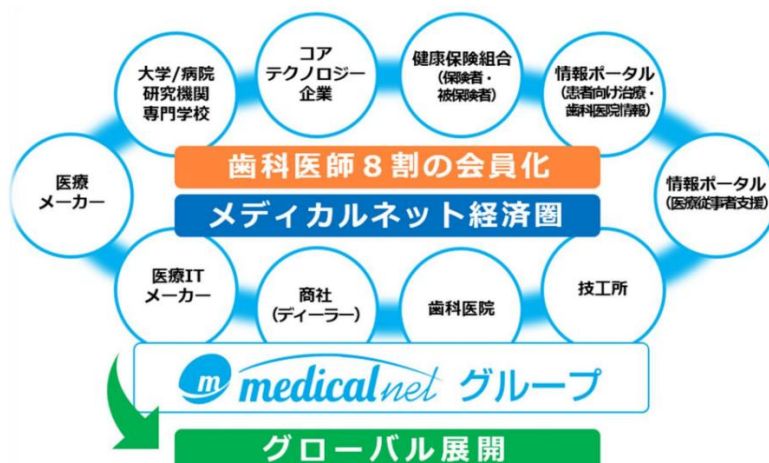 大学/病院
研究機関
専門学校
コア
テクノロジー
企業
健康保険組合
(保険者・
被保険者)
情報ポータル
(患者向け治療・
歯科医院情報)
医療
メーカー
歯科医師８割の会員化
メディカルネット経済圏
情報ポータル
(医療従事者支援)
医療IT
メーカー
商社
(ディーラー)
歯科医院
技工所
m medicalnet グループ
グローバル展開